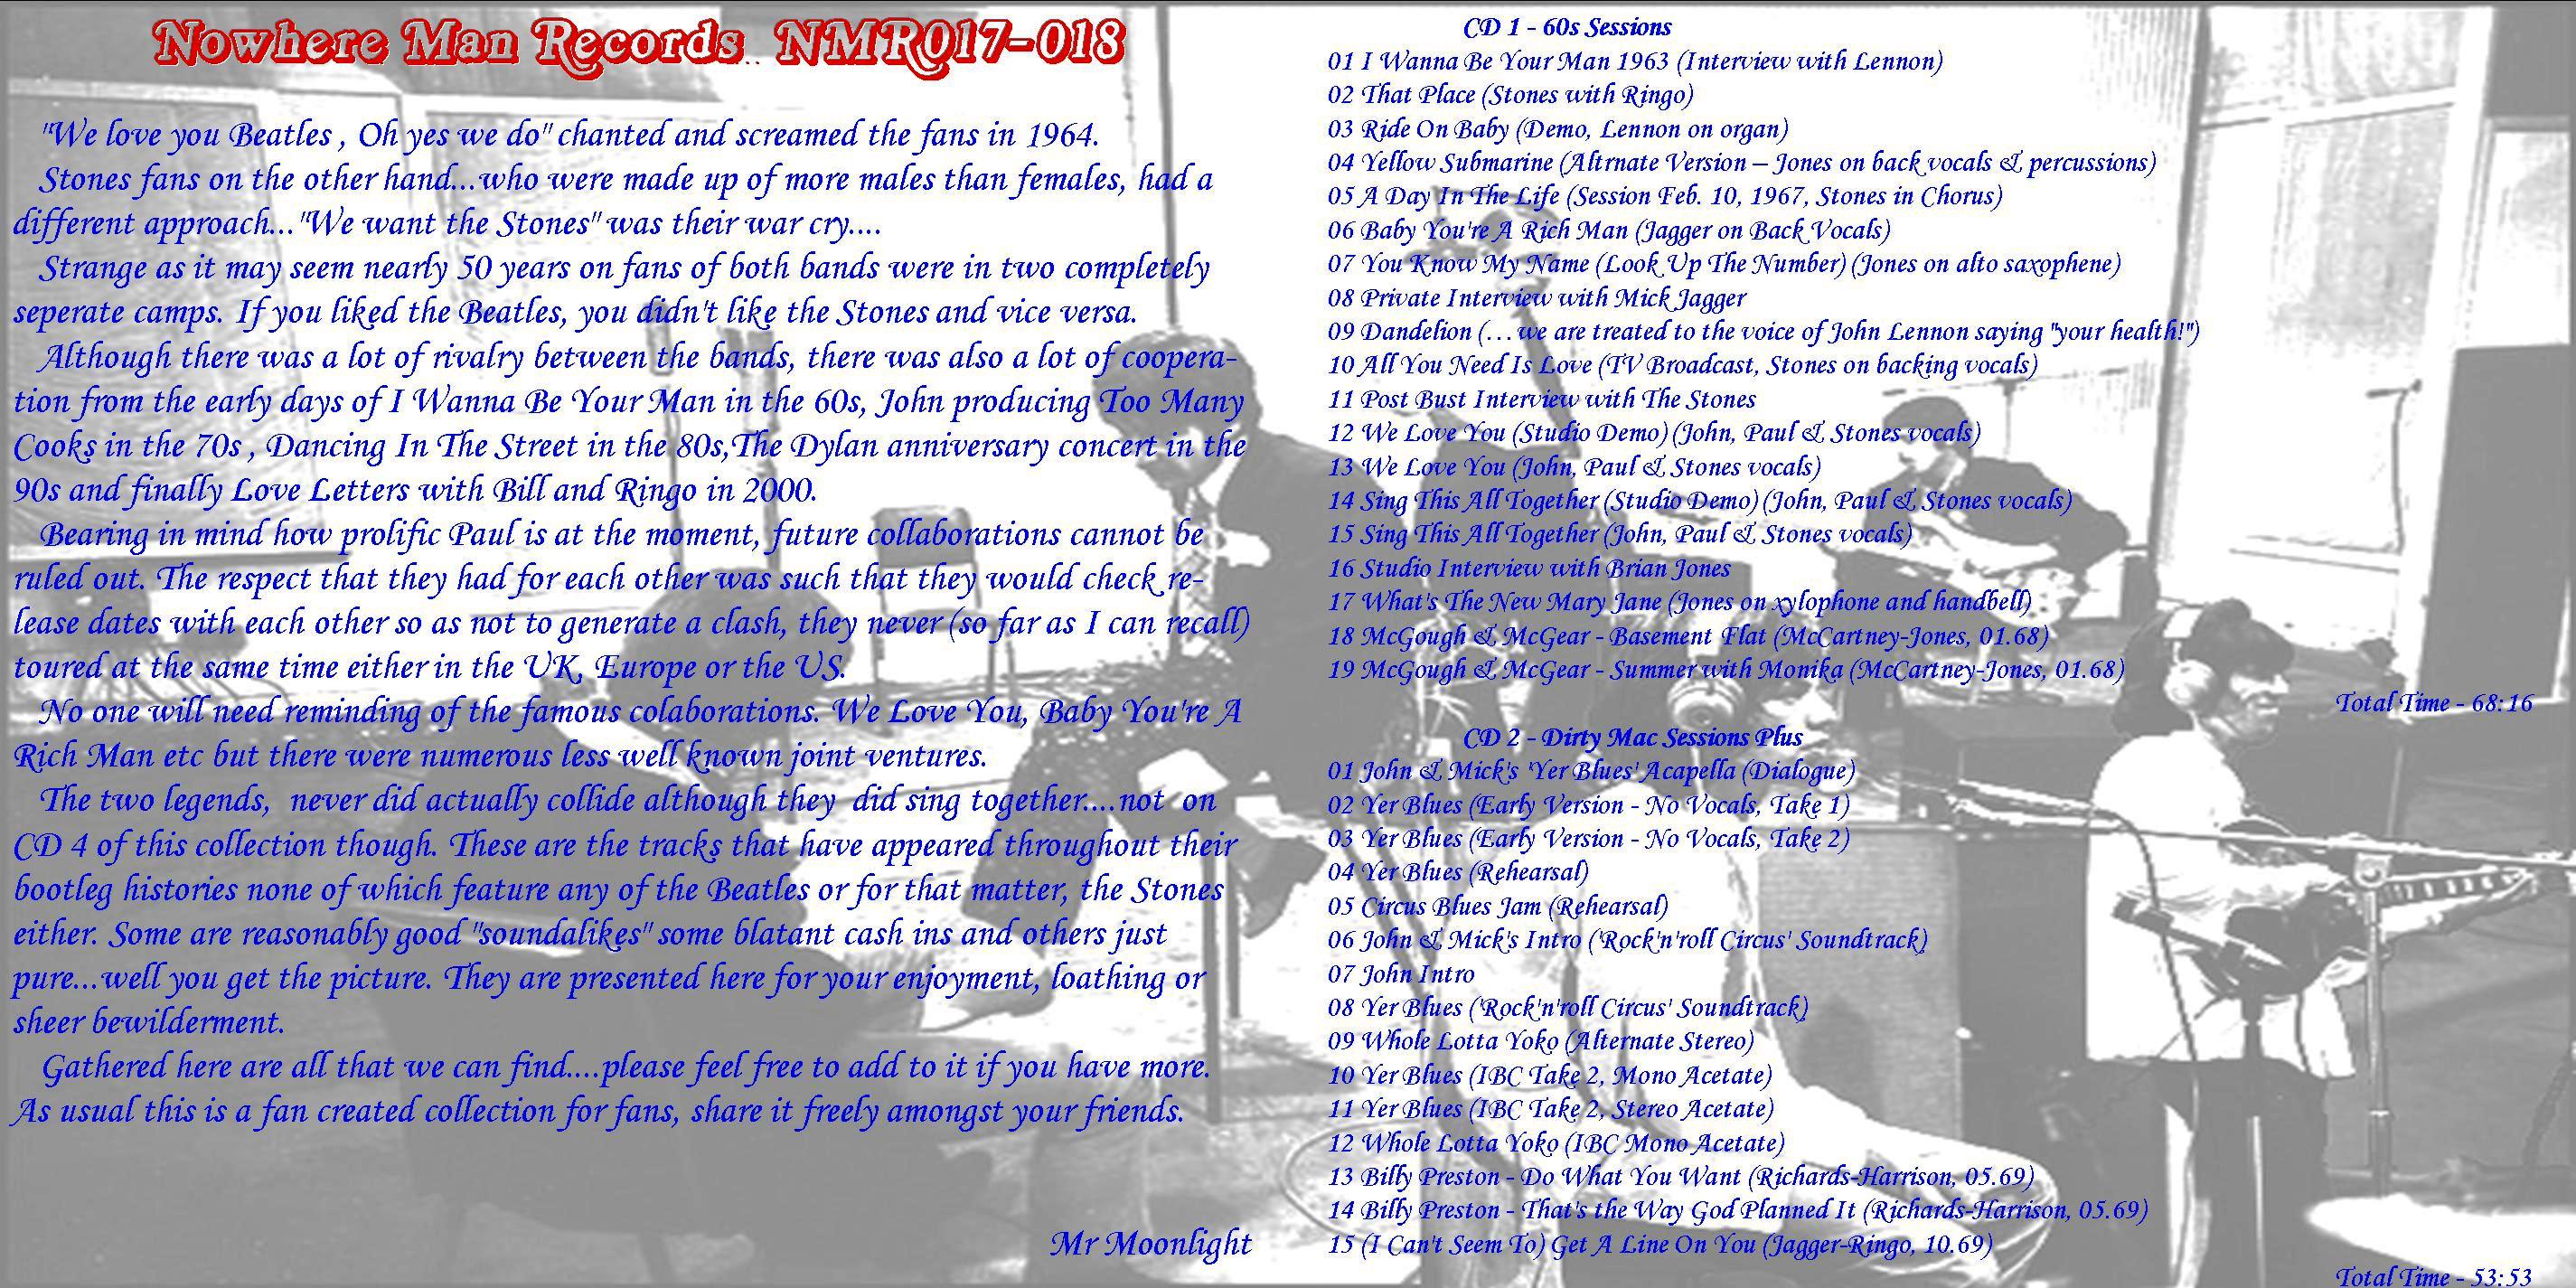 Nowhere Man Records.. NMR017-018
"We love you Beatles , Oh yes we do" chanted and screamed the fans in 1964.
Stones fans on the other hand...who were made up of more males than females, had a
different approach..."We want the Stones" was their war cry....
Strange as it may seem nearly 50 years on fans of both bands were in two completely
seperate camps. If you liked the Beatles, you didn't like the Stones and vice versa.
Although there was a lot of rivalry between the bands, there was also a lot of coopera-
tion from the early days of I Wanna Be Your Man in the 60s, John producing Too Many
Cooks in the 70s , Dancing In The Street in the 80s,The Dylan anniversary concert in the
90s and finally Love Letters with Bill and Ringo in 2000.
Bearing in mind how prolific Paul is at the moment, future collaborations cannot be
ruled out. The respect that they had for each other was such that they would check re-
lease dates with each other so as not to generate a clash, they never (so far as I can recall)
toured at the same time either in the UK, Europe or the US.
No one will need reminding of the famous colaborations. We Love You, Baby You're A
Rich Man etc but there were numerous less well known joint ventures.
The two legends,  never did actually collide although they  did sing together....not  on
CD 4 of this collection though. These are the tracks that have appeared throughout their
bootleg histories none of which feature any of the Beatles or for that matter, the Stones
either. Some are reasonably good "soundalikes" some blatant cash ins and others just
pure...well you get the picture. They are presented here for your enjoyment, loathing or
sheer bewilderment.
Gathered here are all that we can find....please feel free to add to it if you have more.
As usual this is a fan created collection for fans, share it freely amongst your friends.
Mr Moonlight
CD 1 - 60s Sessions
01 I Wanna Be Your Man 1963 (Interview with Lennon)
02 That Place (Stones with Ringo)
03 Ride On Baby (Demo, Lennon on organ)
04 Yellow Submarine (Altrnate Version – Jones on back vocals & percussions)
05 A Day In The Life (Session Feb. 10, 1967, Stones in Chorus)
06 Baby You're A Rich Man (Jagger on Back Vocals)
07 You Know My Name (Look Up The Number) (Jones on alto saxophene)
08 Private Interview with Mick Jagger
09 Dandelion (…we are treated to the voice of John Lennon saying "your health!")
10 All You Need Is Love (TV Broadcast, Stones on backing vocals)
11 Post Bust Interview with The Stones
12 We Love You (Studio Demo) (John, Paul & Stones vocals)
13 We Love You (John, Paul & Stones vocals)
14 Sing This All Together (Studio Demo) (John, Paul & Stones vocals)
15 Sing This All Together (John, Paul & Stones vocals)
16 Studio Interview with Brian Jones
17 What's The New Mary Jane (Jones on xylophone and handbell)
18 McGough & McGear - Basement Flat (McCartney-Jones, 01.68)
19 McGough & McGear - Summer with Monika (McCartney-Jones, 01.68)
Total Time - 68:16
CD 2 - Dirty Mac Sessions Plus
01 John & Mick's 'Yer Blues' Acapella (Dialogue)
02 Yer Blues (Early Version - No Vocals, Take 1)
03 Yer Blues (Early Version - No Vocals, Take 2)
04 Yer Blues (Rehearsal)
05 Circus Blues Jam (Rehearsal)
06 John & Mick's Intro ('Rock'n'roll Circus' Soundtrack)
07 John Intro
08 Yer Blues ('Rock'n'roll Circus' Soundtrack)
09 Whole Lotta Yoko (Alternate Stereo)
10 Yer Blues (IBC Take 2, Mono Acetate)
11 Yer Blues (IBC Take 2, Stereo Acetate)
12 Whole Lotta Yoko (IBC Mono Acetate)
13 Billy Preston - Do What You Want (Richards-Harrison, 05.69)
14 Billy Preston - That's the Way God Planned It (Richards-Harrison, 05.69)
15 (I Can't Seem To) Get A Line On You (Jagger-Ringo, 10.69)
Total Time - 53:53